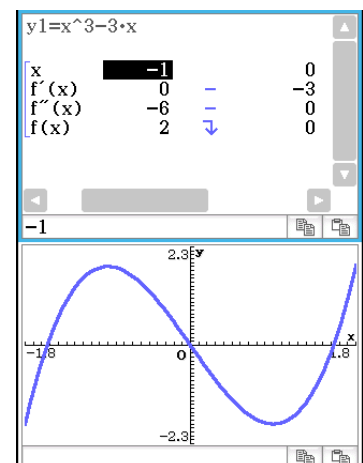 y1=x^3-3·x
x -1 0
f′(x) 0 - -3
f″(x) -6 - 0
f(x) 2 0
-1
2.3 y
-1.8 O 1.8 x
-2.3